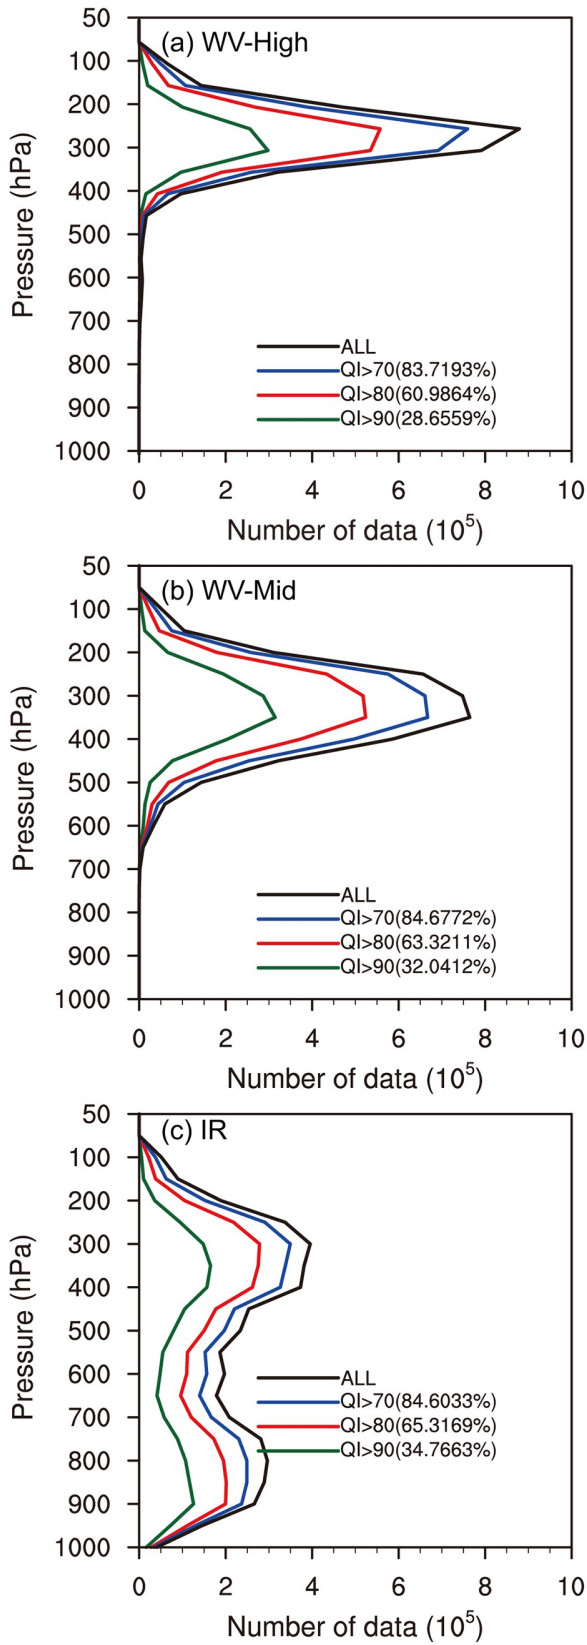 50
(a) WV-High
100
200
300
400
500
600
700
800
900
1000
Pressure (hPa)
ALL
QI>70(83.7193%)
QI>80(60.9864%)
QI>90(28.6559%)
0 2 4 6 8 10
Number of data (10⁵)
50
(b) WV-Mid
100
200
300
400
500
600
700
800
900
1000
Pressure (hPa)
ALL
QI>70(84.6772%)
QI>80(63.3211%)
QI>90(32.0412%)
0 2 4 6 8 10
Number of data (10⁵)
50
(c) IR
100
200
300
400
500
600
700
800
900
1000
Pressure (hPa)
ALL
QI>70(84.6033%)
QI>80(65.3169%)
QI>90(34.7663%)
0 2 4 6 8 10
Number of data (10⁵)